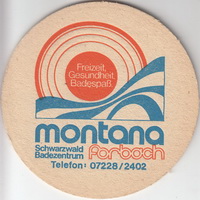 Freizeit,
Gesundheit,
Badespaß
montana
Schwarzwald
Badezentrum
forbach
Telefon: 07228/2402